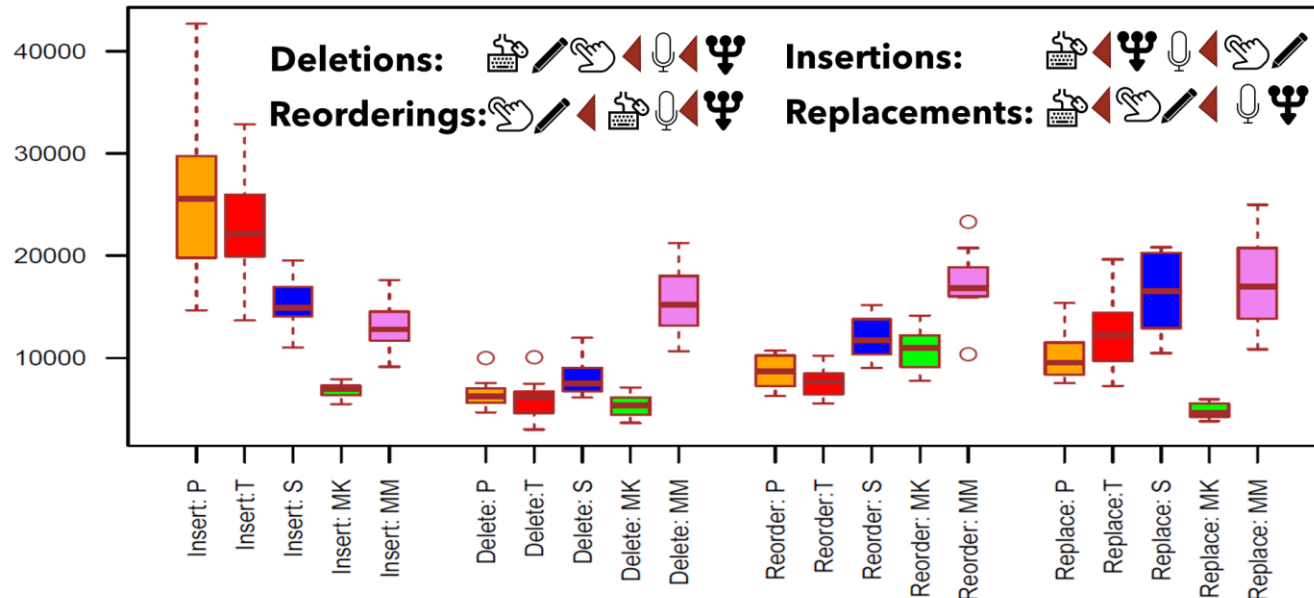 40000
30000
20000
10000
Deletions:
Insertions:
Reorderings:
Replacements:
Insert: P
Insert:T
Insert: S
Insert: MK
Insert: MM
Delete: P
Delete:T
Delete: S
Delete: MK
Delete: MM
Reorder: P
Reorder:T
Reorder: S
Reorder: MK
Reorder: MM
Replace: P
Replace:T
Replace: S
Replace: MK
Replace: MM